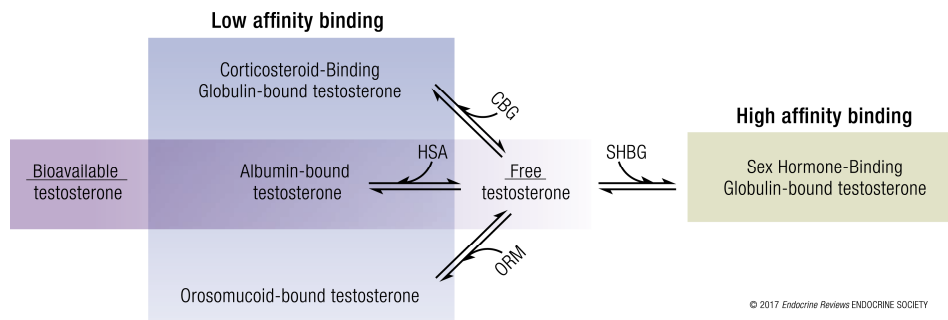 Low affinity binding
Corticosteroid-Binding
Globulin-bound testosterone
CBG
High affinity binding
Bioavailable
testosterone
Albumin-bound
testosterone
HSA
Free
testosterone
SHBG
Sex Hormone-Binding
Globulin-bound testosterone
ORM
Orosomucoid-bound testosterone
© 2017 Endocrine Reviews ENDOCRINE SOCIETY